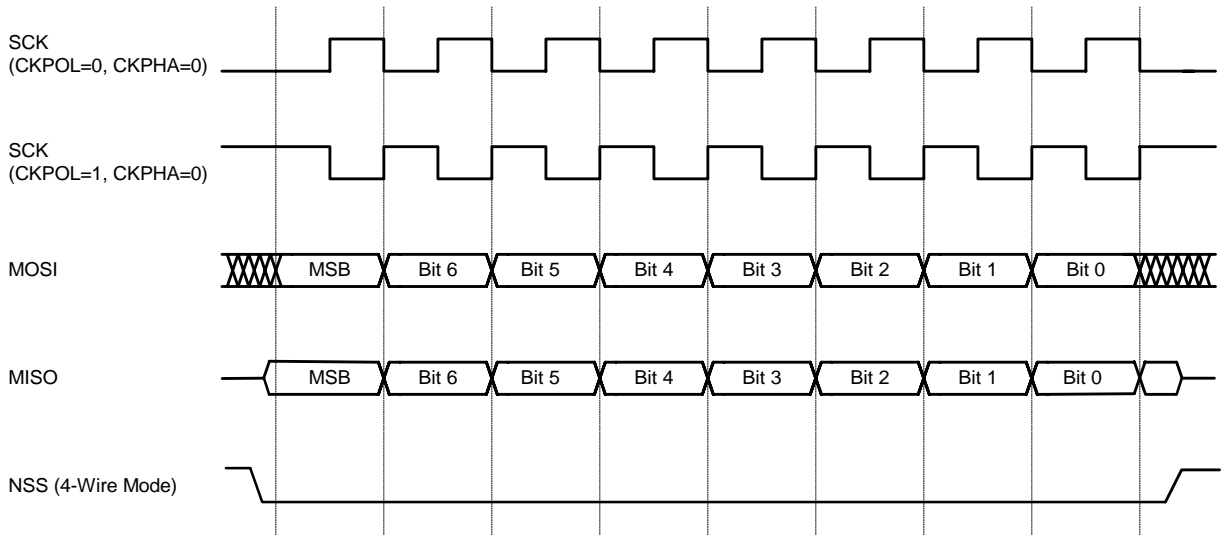 SCK
(CKPOL=0, CKPHA=0)
SCK
(CKPOL=1, CKPHA=0)
MOSI
MSB Bit 6 Bit 5 Bit 4 Bit 3 Bit 2 Bit 1 Bit 0
MISO
MSB Bit 6 Bit 5 Bit 4 Bit 3 Bit 2 Bit 1 Bit 0
NSS (4-Wire Mode)